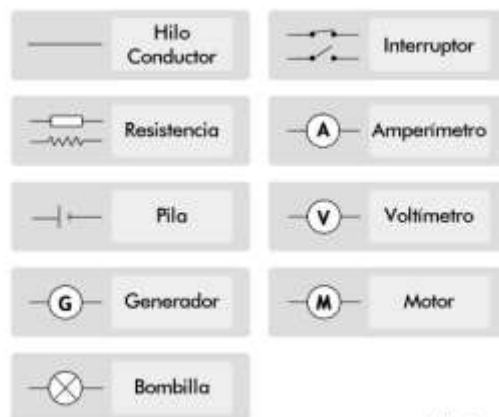 Hilo
Conductor
Interruptor
Resistencia
A
Amperímetro
Pila
V
Voltímetro
G
Generador
M
Motor
Bombilla